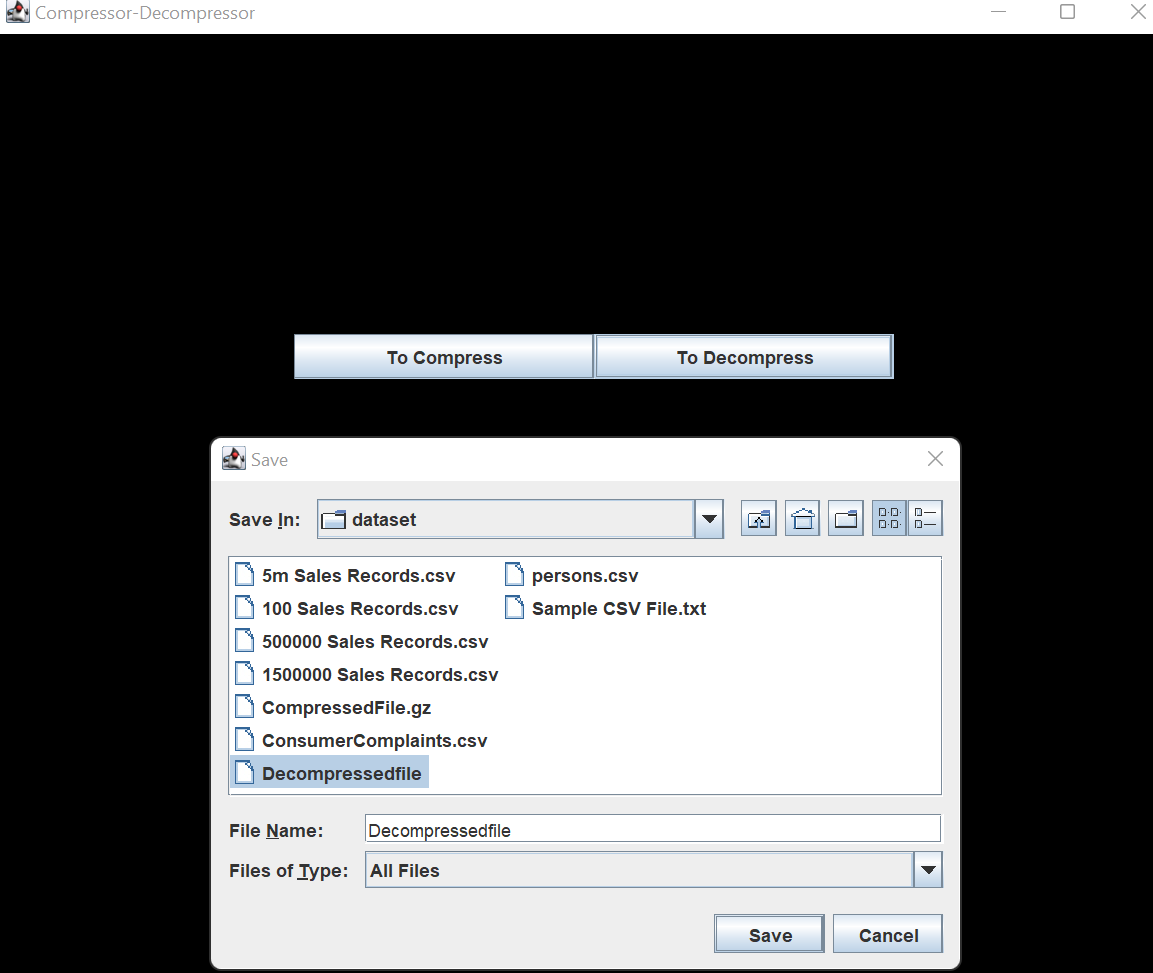 Compressor-Decompressor
To Compress To Decompress
Save
Save In: dataset
5m Sales Records.csv persons.csv
100 Sales Records.csv Sample CSV File.txt
500000 Sales Records.csv
1500000 Sales Records.csv
CompressedFile.gz
ConsumerComplaints.csv
Decompressedfile
File Name: Decompressedfile
Files of Type: All Files
Save Cancel